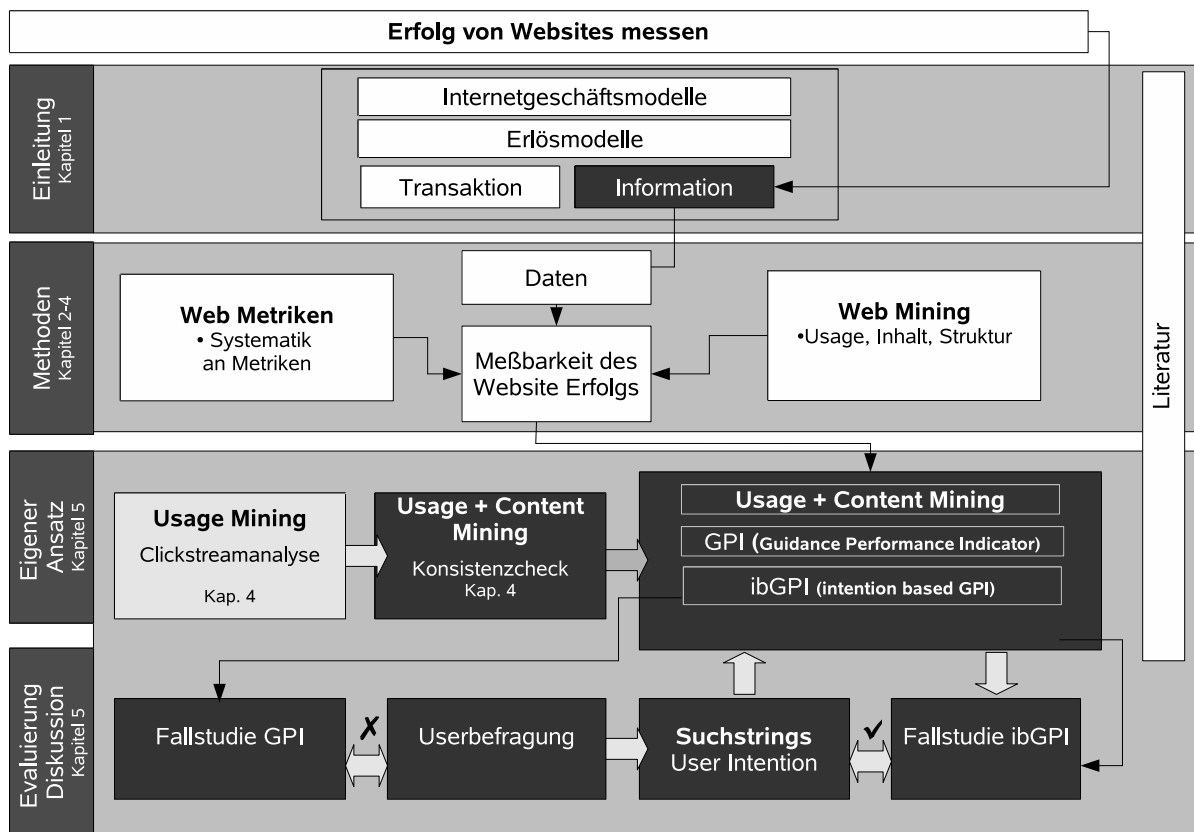 Erfolg von Websites messen
Einleitung
Kapitel 1
Internetgeschäftsmodelle
Erlösmodelle
Transaktion
Information
Literatur
Methoden
Kapitel 2-4
Daten
Web Metriken
• Systematik
an Metriken
Meßbarkeit des
Website Erfolgs
Web Mining
•Usage, Inhalt, Struktur
Eigener
Ansatz
Kapitel 5
Usage Mining
Clickstreamanalyse
Kap. 4
Usage + Content
Mining
Konsistenzcheck
Kap. 4
Usage + Content Mining
GPI (Guidance Performance Indicator)
ibGPI (intention based GPI)
Evaluierung
Diskussion
Kapitel 5
Fallstudie GPI
✗
Userbefragung
Suchstrings
User Intention
✓
Fallstudie ibGPI